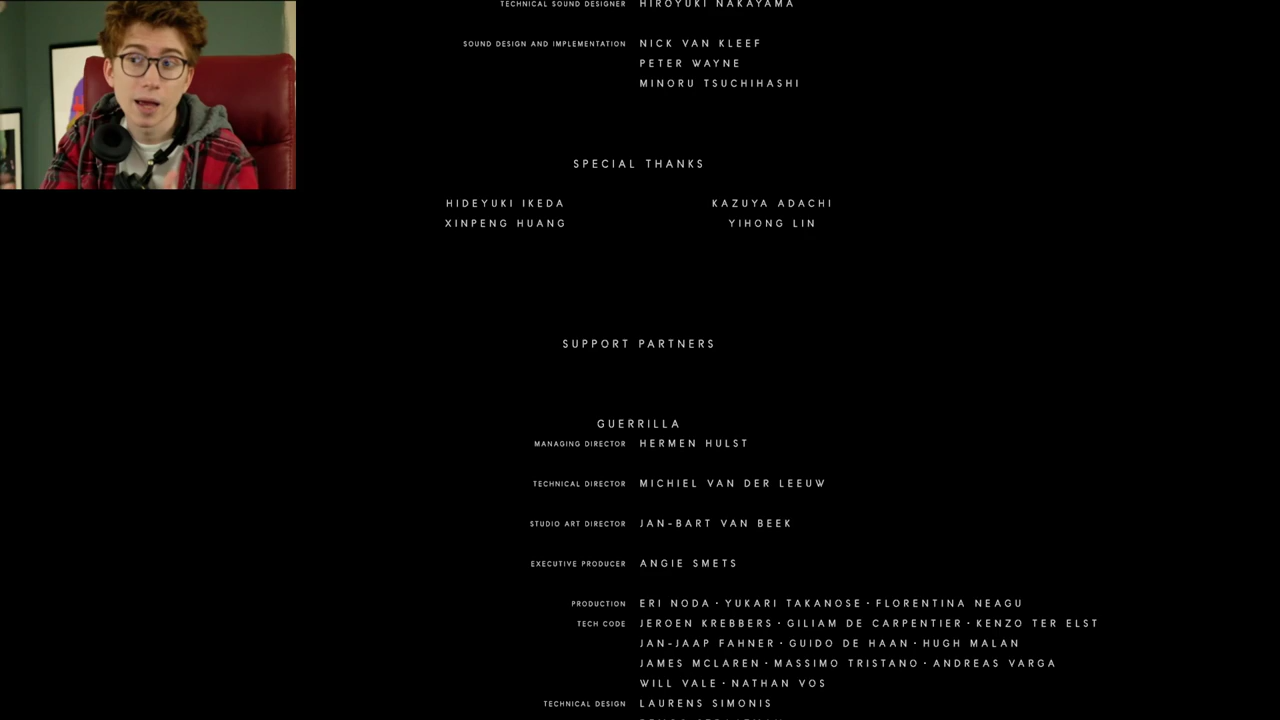 TECHNICAL SOUND DESIGNER HIROYUKI NAKAYAMA
SOUND DESIGN AND IMPLEMENTATION NICK VAN KLEEF
PETER WAYNE
MINORU TSUCHIHASHI
SPECIAL THANKS
HIDEYUKI IKEDA KAZUYA ADACHI
XINPENG HUANG YIHONG LIN
SUPPORT PARTNERS
GUERRILLA
MANAGING DIRECTOR HERMEN HULST
TECHNICAL DIRECTOR MICHIEL VAN DER LEEUW
STUDIO ART DIRECTOR JAN-BART VAN BEEK
EXECUTIVE PRODUCER ANGIE SMETS
PRODUCTION ERI NODA · YUKARI TAKANOSE · FLORENTINA NEAGU
TECH CODE JEROEN KREBBERS · GILIAM DE CARPENTIER · KENZO TER ELST
JAN-JAAP FAHNER · GUIDO DE HAAN · HUGH MALAN
JAMES MCLAREN · MASSIMO TRISTANO · ANDREAS VARGA
WILL VALE · NATHAN VOS
TECHNICAL DESIGN LAURENS SIMONIS